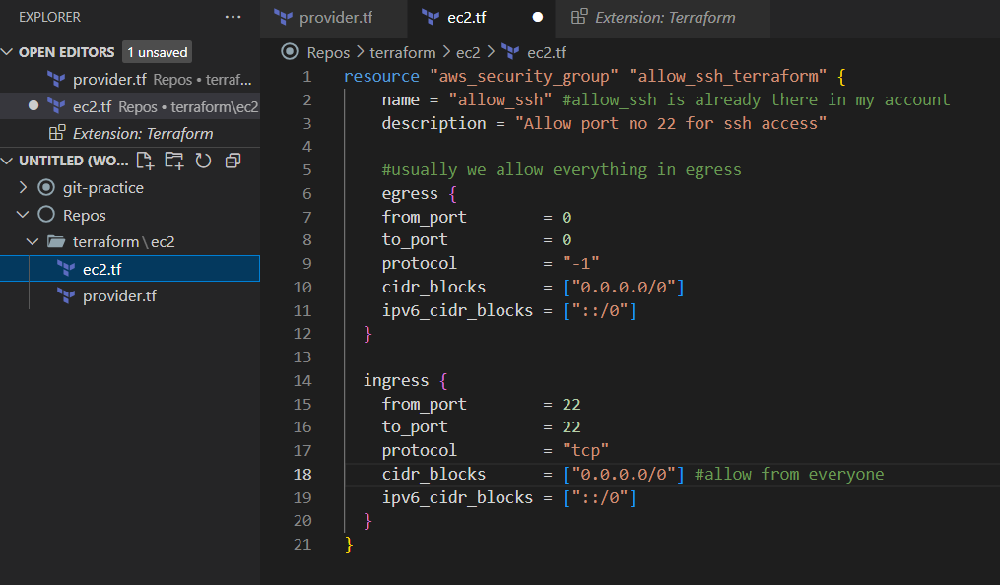 EXPLORER ...
OPEN EDITORS 1 unsaved
provider.tf Repos • terraf...
ec2.tf Repos • terraform\ec2
Extension: Terraform
UNTITLED (WO...
git-practice
Repos
terraform\ec2
ec2.tf
provider.tf
provider.tf ec2.tf Extension: Terraform
Repos > terraform > ec2 > ec2.tf
1 resource "aws_security_group" "allow_ssh_terraform" {
2 name = "allow_ssh" #allow_ssh is already there in my account
3 description = "Allow port no 22 for ssh access"
4
5 #usually we allow everything in egress
6 egress {
7 from_port = 0
8 to_port = 0
9 protocol = "-1"
10 cidr_blocks = ["0.0.0.0/0"]
11 ipv6_cidr_blocks = ["::/0"]
12 }
13
14 ingress {
15 from_port = 22
16 to_port = 22
17 protocol = "tcp"
18 cidr_blocks = ["0.0.0.0/0"] #allow from everyone
19 ipv6_cidr_blocks = ["::/0"]
20 }
21 }